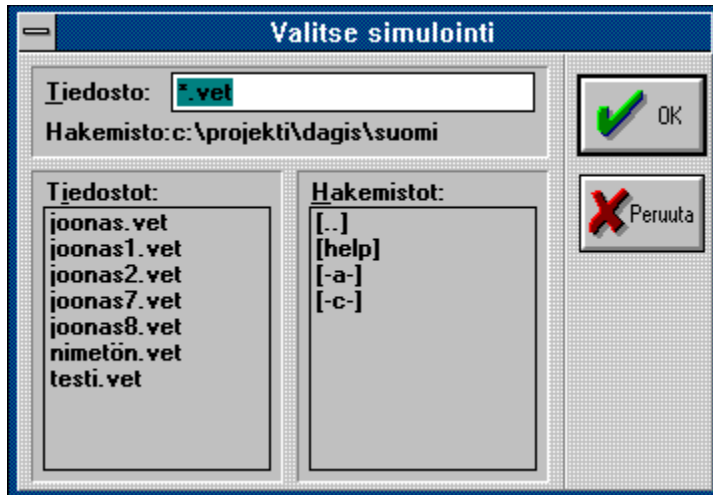 Valitse simulointi
Tiedosto: *.vet
Hakemisto: c:\projekti\dagis\suomi
OK
Peruuta
Tiedostot:
joonas.vet
joonas1.vet
joonas2.vet
joonas7.vet
joonas8.vet
nimetön.vet
testi.vet
Hakemistot:
[..]
[help]
[-a-]
[-c-]